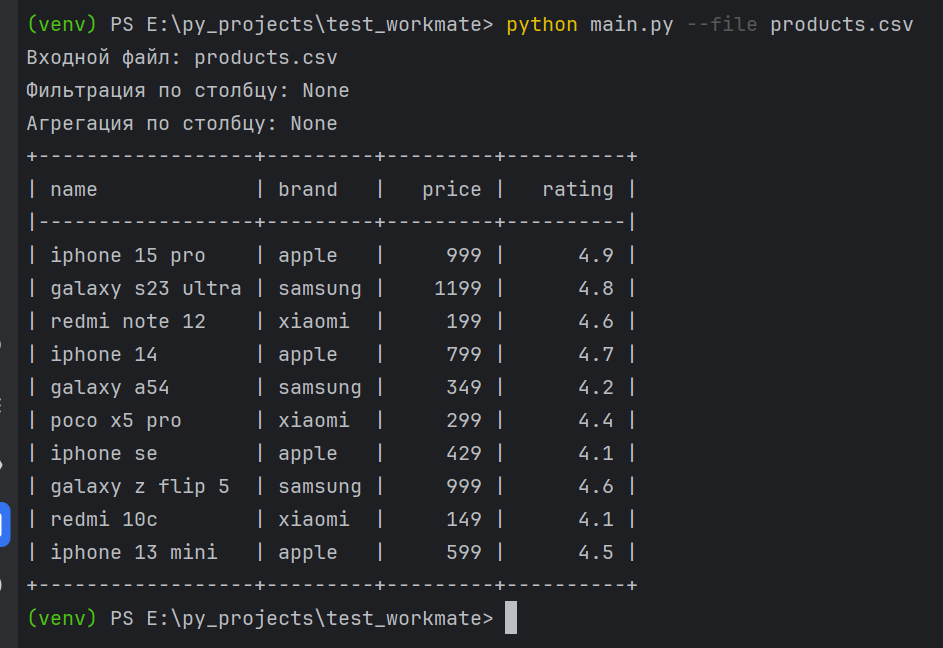 (venv) PS E:\py_projects\test_workmate> python main.py --file products.csv
Входной файл: products.csv
Фильтрация по столбцу: None
Агрегация по столбцу: None
+------------------+---------+---------+----------+
| name             | brand   |   price |   rating |
|------------------+---------+---------+----------|
| iphone 15 pro    | apple   |     999 |      4.9 |
| galaxy s23 ultra | samsung |    1199 |      4.8 |
| redmi note 12    | xiaomi  |     199 |      4.6 |
| iphone 14        | apple   |     799 |      4.7 |
| galaxy a54       | samsung |     349 |      4.2 |
| poco x5 pro      | xiaomi  |     299 |      4.4 |
| iphone se        | apple   |     429 |      4.1 |
| galaxy z flip 5  | samsung |     999 |      4.6 |
| redmi 10c        | xiaomi  |     149 |      4.1 |
| iphone 13 mini   | apple   |     599 |      4.5 |
+------------------+---------+---------+----------+
(venv) PS E:\py_projects\test_workmate>